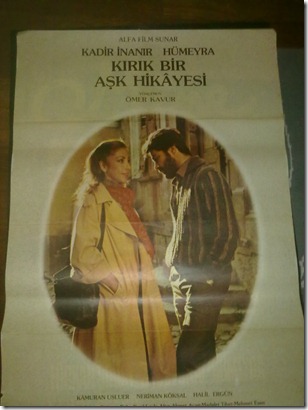 ALFA FİLM SUNAR
KADİR İNANIR HÜMEYRA
KIRIK BİR
AŞK HİKÂYESİ
YÖNETMEN
ÖMER KAVUR
KAMURAN USLUER NERİMAN KÖKSAL HALİL ERGÜN